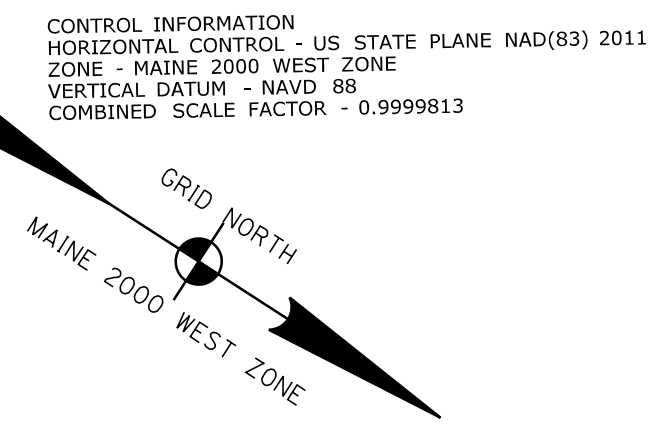 CONTROL INFORMATION
HORIZONTAL CONTROL - US STATE PLANE NAD(83) 2011
ZONE - MAINE 2000 WEST ZONE
VERTICAL DATUM - NAVD 88
COMBINED SCALE FACTOR - 0.9999813
GRID NORTH
MAINE 2000 WEST ZONE